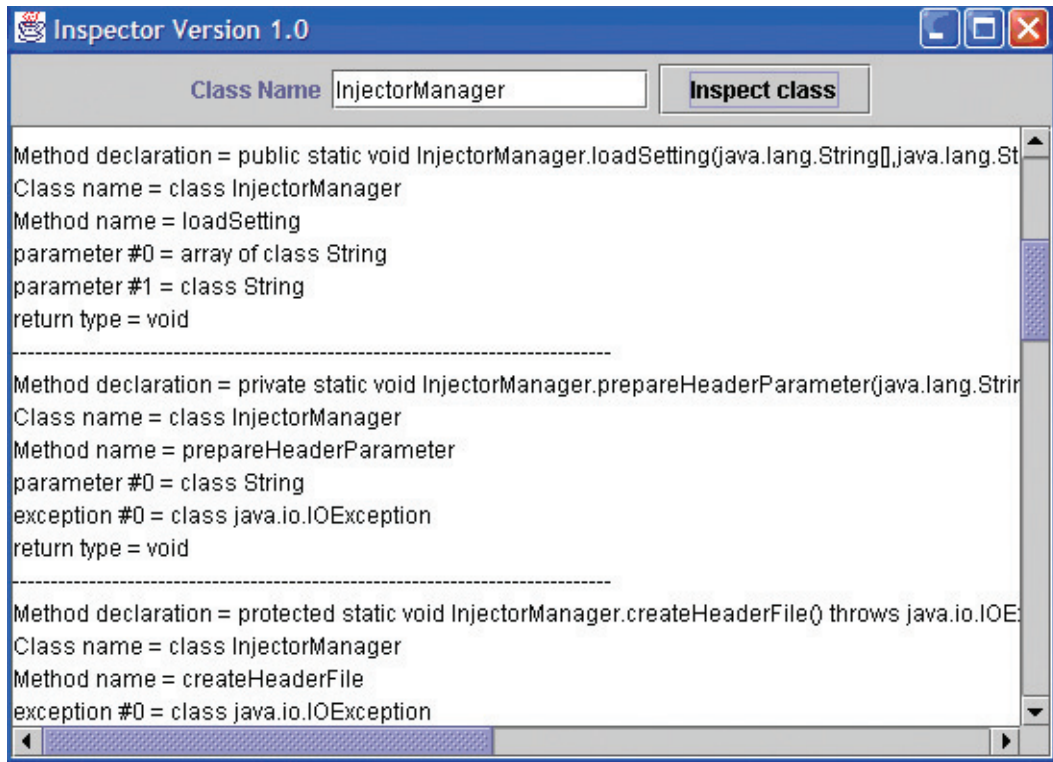 Inspector Version 1.0
Class Name InjectorManager Inspect class
Method declaration = public static void InjectorManager.loadSetting(java.lang.String[],java.lang.St
Class name = class InjectorManager
Method name = loadSetting
parameter #0 = array of class String
parameter #1 = class String
return type = void
--------------------------------------------------------------------------------
Method declaration = private static void InjectorManager.prepareHeaderParameter(java.lang.Strin
Class name = class InjectorManager
Method name = prepareHeaderParameter
parameter #0 = class String
exception #0 = class java.io.IOException
return type = void
--------------------------------------------------------------------------------
Method declaration = protected static void InjectorManager.createHeaderFile() throws java.io.IOE
Class name = class InjectorManager
Method name = createHeaderFile
exception #0 = class java.io.IOException